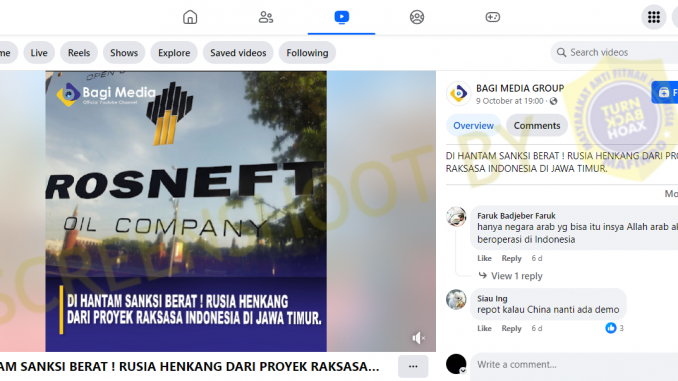 me
Live
Reels
Shows
Explore
Saved videos
Following
Search videos
Bagi Media
Official Youtube Channel
ROSNEFT
OIL COMPANY
DI HANTAM SANKSI BERAT ! RUSIA HENKANG
DARI PROYEK RAKSASA INDONESIA DI JAWA TIMUR.
AM SANKSI BERAT ! RUSIA HENKANG DARI PROYEK RAKSASA...
SCREENSHOOT BY
BAGI MEDIA GROUP
9 October at 19:00 ·
F
Overview
Comments
TURN
BACK
HOAX
MASYARAKAT ANTI FITNAH
MAFINDO
DI HANTAM SANKSI BERAT ! RUSIA HENKANG DARI PRO
RAKSASA INDONESIA DI JAWA TIMUR.
Mo
Faruk Badjeber Faruk
hanya negara arab yg bisa itu insya Allah arab ak
beroperasi di Indonesia
Like Reply 6 d
View 1 reply
Siau Ing
repot kalau China nanti ada demo
Like Reply 6 d
3
Write a comment...